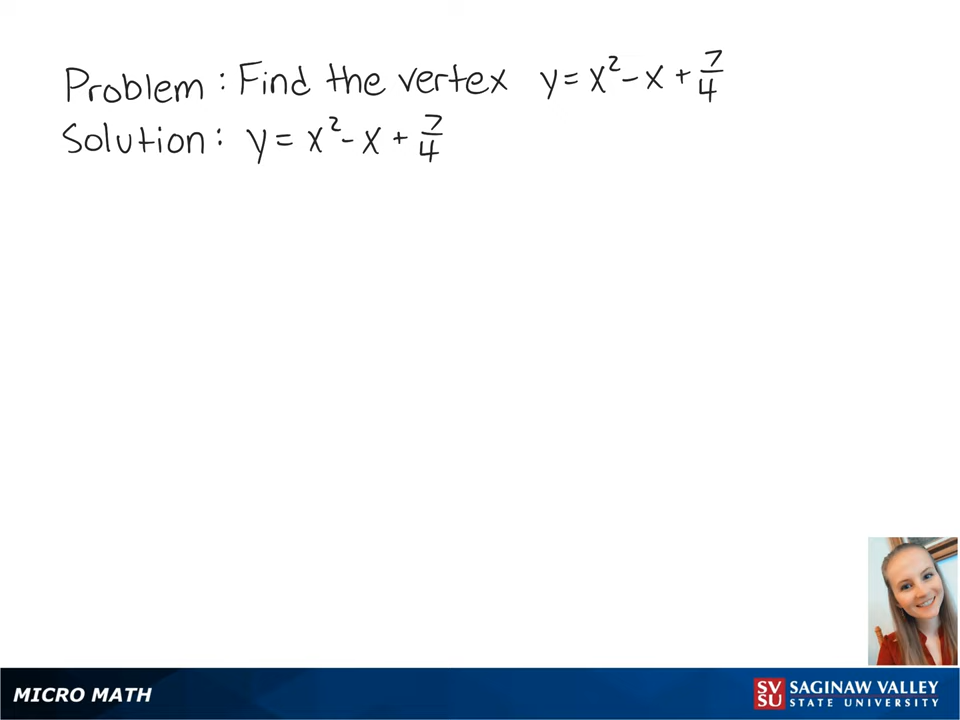 Problem: Find the vertex y = x² - x + 7/4
Solution: y = x² - x + 7/4
MICRO MATH
SV SU SAGINAW VALLEY STATE UNIVERSITY